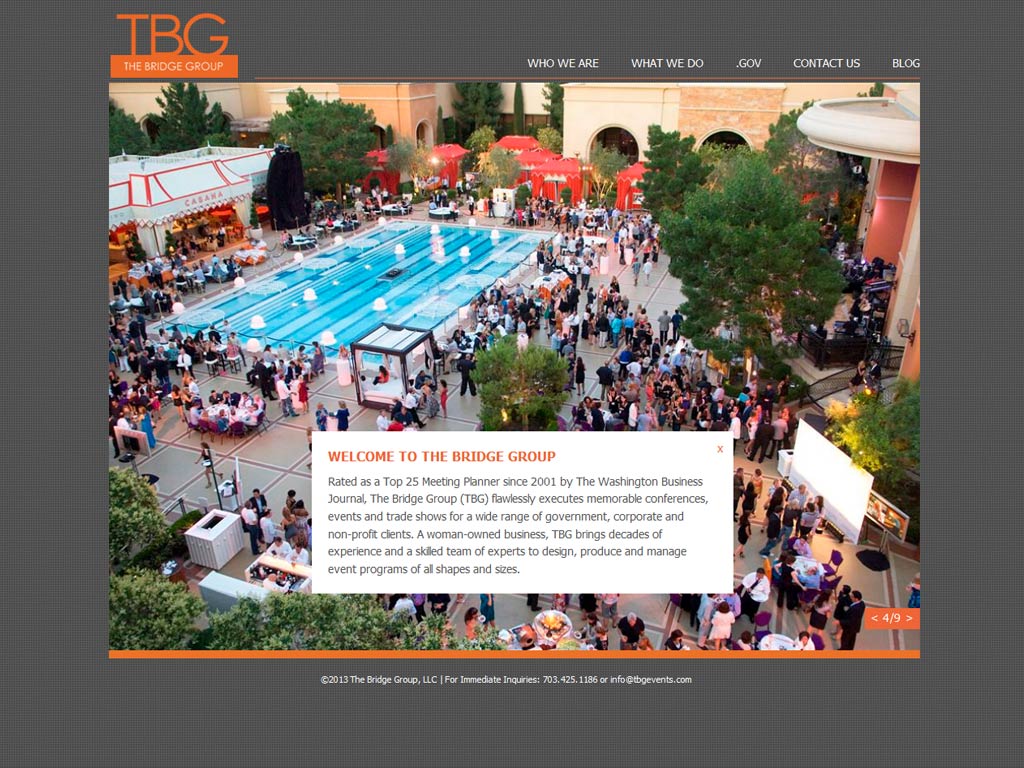 TBG
THE BRIDGE GROUP
WHO WE ARE
WHAT WE DO
.GOV
CONTACT US
BLOG
CABANA
WELCOME TO THE BRIDGE GROUP
x
Rated as a Top 25 Meeting Planner since 2001 by The Washington Business
Journal, The Bridge Group (TBG) flawlessly executes memorable conferences,
events and trade shows for a wide range of government, corporate and
non-profit clients. A woman-owned business, TBG brings decades of
experience and a skilled team of experts to design, produce and manage
event programs of all shapes and sizes.
< 4/9 >
©2013 The Bridge Group, LLC | For Immediate Inquiries: 703.425.1186 or info@tbgevents.com